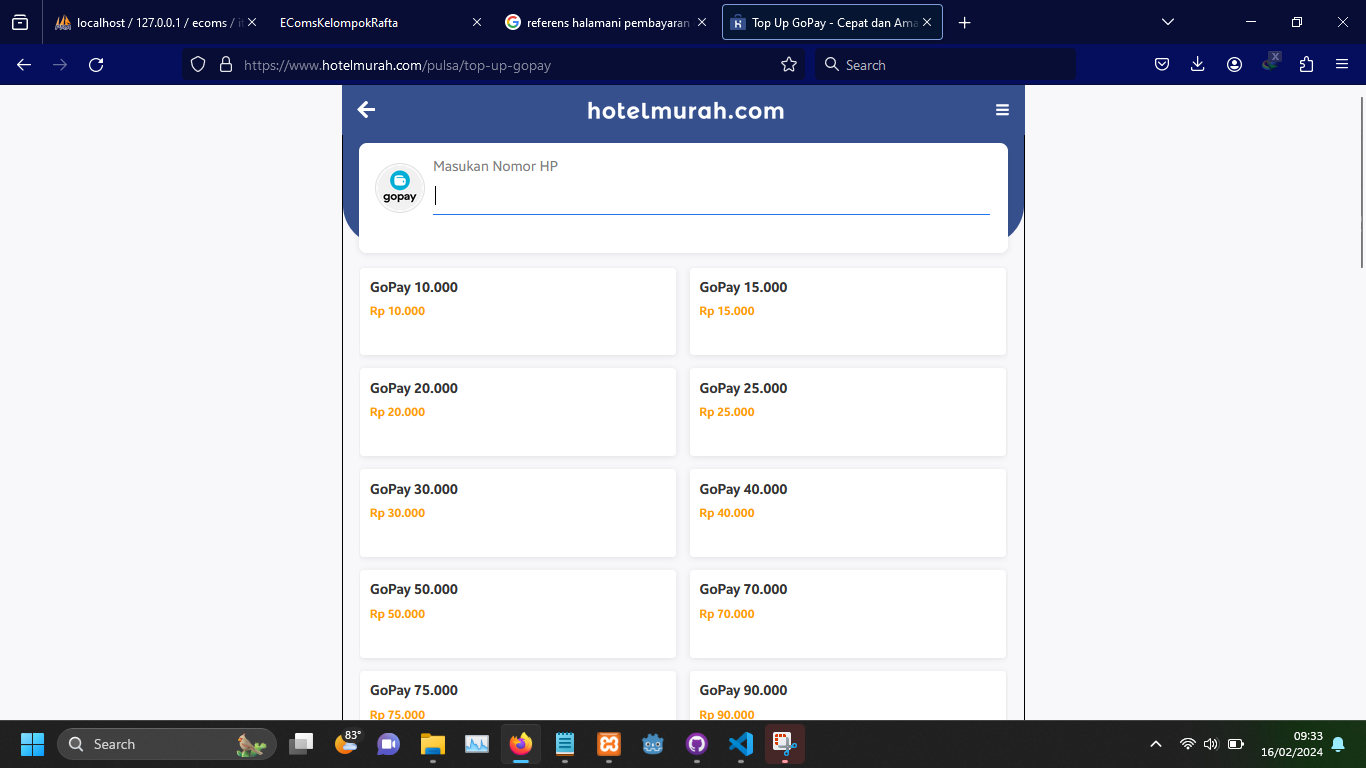 localhost / 127.0.0.1 / ecoms /
EComsKelompokRafta
referens halamani pembayaran
Top Up GoPay - Cepat dan Ama
https://www.hotelmurah.com/pulsa/top-up-gopay
Search
X
hotelmurah.com
gopay
Masukan Nomor HP
GoPay 10.000
Rp 10.000
GoPay 15.000
Rp 15.000
GoPay 20.000
Rp 20.000
GoPay 25.000
Rp 25.000
GoPay 30.000
Rp 30.000
GoPay 40.000
Rp 40.000
GoPay 50.000
Rp 50.000
GoPay 70.000
Rp 70.000
GoPay 75.000
Rp 75.000
GoPay 90.000
Rp 90.000
Search
83°
09:33
16/02/2024